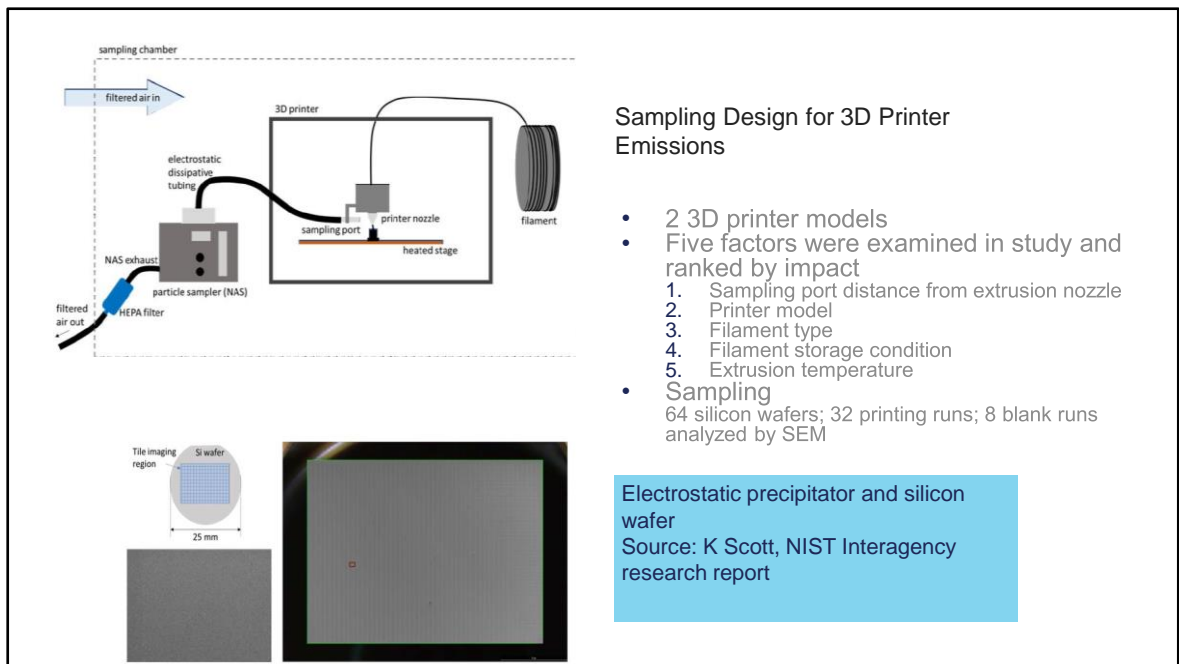 sampling chamber
filtered air in
3D printer
electrostatic
dissipative
tubing
printer nozzle
sampling port
filament
heated stage
NAS exhaust
particle sampler (NAS)
filtered
air out
HEPA filter
Sampling Design for 3D Printer
Emissions
• 2 3D printer models
• Five factors were examined in study and
ranked by impact
1. Sampling port distance from extrusion nozzle
2. Printer model
3. Filament type
4. Filament storage condition
5. Extrusion temperature
• Sampling
64 silicon wafers; 32 printing runs; 8 blank runs
analyzed by SEM
Tile imaging
region
Si wafer
25 mm
Electrostatic precipitator and silicon
wafer
Source: K Scott, NIST Interagency
research report